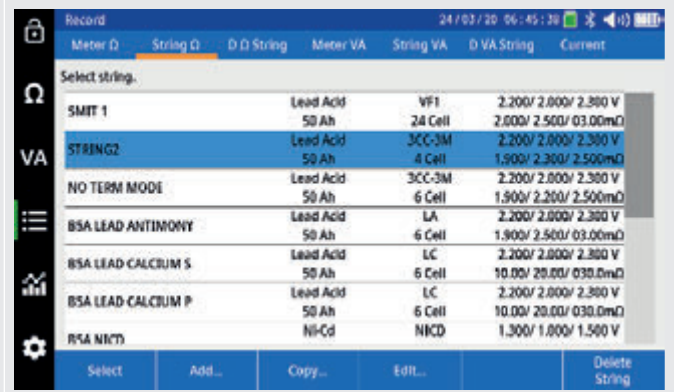 Record 24/03/20 06:45:38
Meter Ω String Ω D Ω String Meter VA String VA D VA String Current
Select string.
Ω
VA
SMIT 1 Lead Acid VF1 2.200/ 2.000/ 2.300 V
50 Ah 24 Cell 2.000/ 2.500/ 03.00mΩ
STRING2 Lead Acid 3CC-3M 2.200/ 2.000/ 2.300 V
50 Ah 4 Cell 1.900/ 2.300/ 2.500mΩ
NO TERM MODE Lead Acid 3CC-3M 2.200/ 2.000/ 2.300 V
50 Ah 6 Cell 1.900/ 2.200/ 2.500mΩ
BSA LEAD ANTIMONY Lead Acid LA 2.200/ 2.000/ 2.300 V
50 Ah 6 Cell 1.900/ 2.500/ 03.00mΩ
BSA LEAD CALCIUM S Lead Acid LC 2.200/ 2.000/ 2.300 V
50 Ah 6 Cell 10.00/ 20.00/ 030.0mΩ
BSA LEAD CALCIUM P Lead Acid LC 2.200/ 2.000/ 2.300 V
50 Ah 6 Cell 10.00/ 20.00/ 030.0mΩ
BSA NICD Ni-Cd NICD 1.300/ 1.000/ 1.500 V
Select Add... Copy... Edit... Delete
String